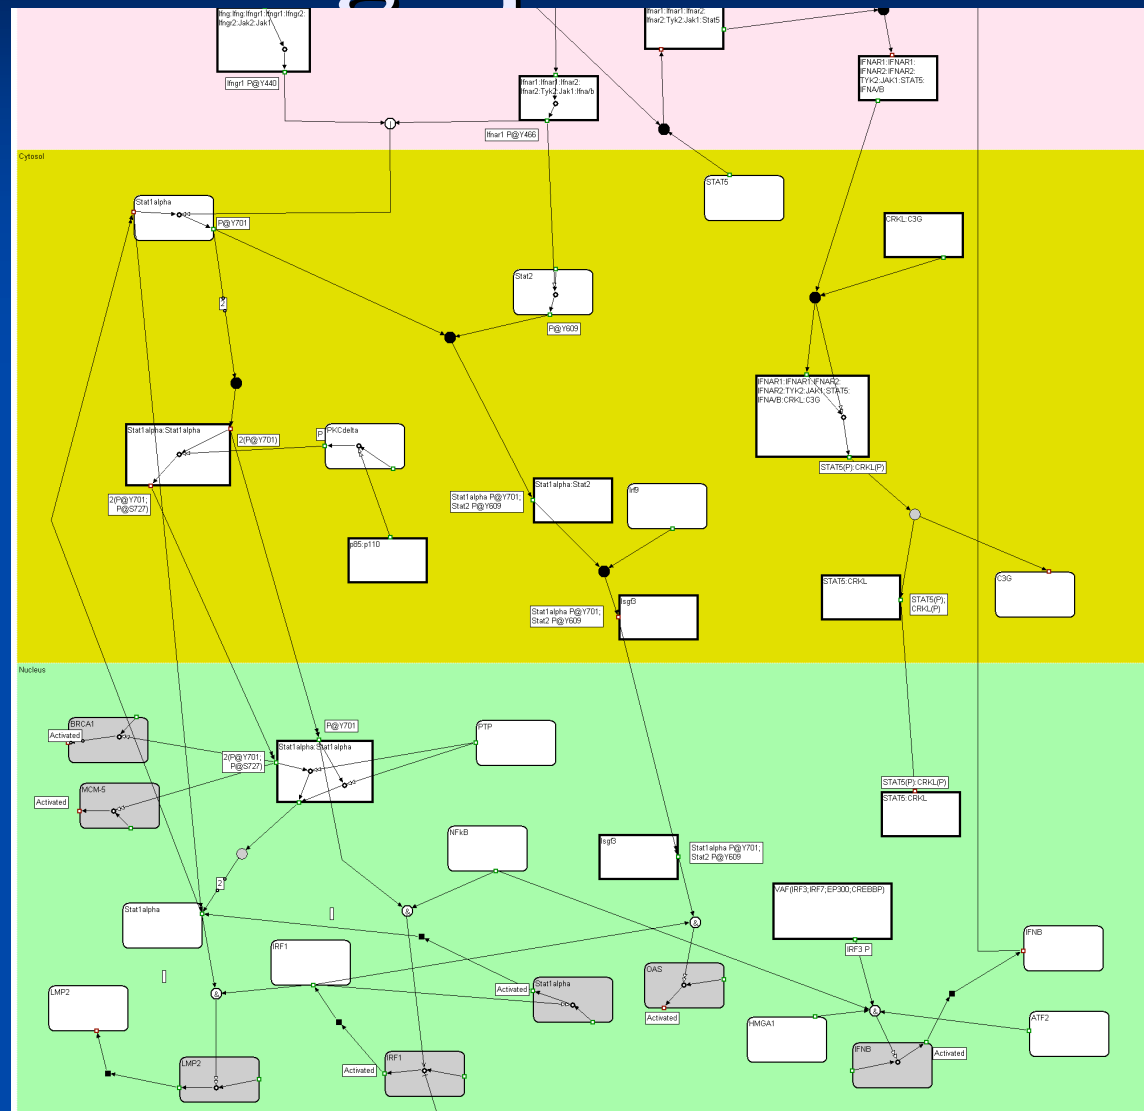 Ifng:Ifng:Ifngr1:Ifngr1:Ifngr2:
Ifngr2:Jak2:Jak1
Ifnar1:Ifnar1:Ifnar2:
Ifnar2:Tyk2:Jak1:Stat5
IFNAR1:IFNAR1:
IFNAR2:IFNAR2:
TYK2:JAK1:STAT5:
IFNA/B
Ifngr1 P@Y440
Ifnar1:Ifnar1:Ifnar2:
Ifnar2:Tyk2:Jak1:Ifna/b
Ifnar1 P@Y466
Cytosol
STAT5
Stat1alpha
P@Y701
CRKL:C3G
Stat2
P@Y609
2
IFNAR1:IFNAR1:IFNAR2:
IFNAR2:TYK2:JAK1:STAT5:
IFNA/B:CRKL:C3G
STAT5(P):CRKL(P)
Stat1alpha:Stat1alpha
2(P@Y701)
P
PKCdelta
2(P@Y701;
P@S727)
Stat1alpha P@Y701;
Stat2 P@Y609
Stat1alpha:Stat2
Irf9
p85:p110
Stat1alpha P@Y701;
Stat2 P@Y609
Isgf3
STAT5:CRKL
STAT5(P);
CRKL(P)
C3G
Nucleus
BRCA1
Activated
P@Y701
PTP
2(P@Y701;
P@S727)
Stat1alpha:Stat1alpha
MCM-5
Activated
STAT5(P):CRKL(P)
STAT5:CRKL
NFkB
Isgf3
Stat1alpha P@Y701;
Stat2 P@Y609
2
VAF(IRF3;IRF7;EP300;CREBBP)
IRF3 P
Stat1alpha
&
&
IFNB
IRF1
OAS
Activated
Stat1alpha
Activated
LMP2
&
&
HMGA1
ATF2
IFNB
Activated
LMP2
Activated
IRF1